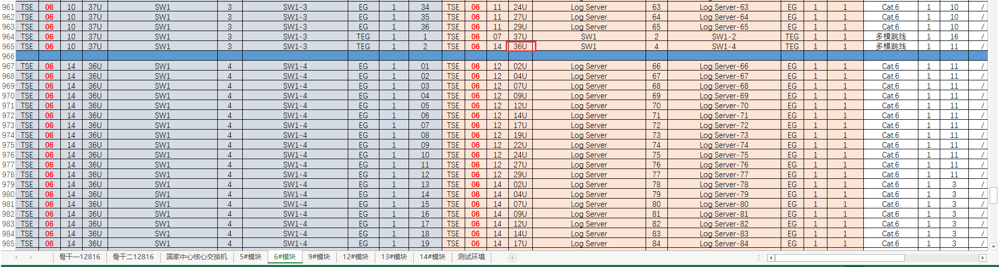 961 TSE 06 10 37U SW1 3 SW1-3 EG 1 34 TSE 06 11 24U Log Server 63 Log Server-63 EG 1 1 Cat.6 1 10 /
962 TSE 06 10 37U SW1 3 SW1-3 EG 1 35 TSE 06 11 27U Log Server 64 Log Server-64 EG 1 1 Cat.6 1 10 /
963 TSE 06 10 37U SW1 3 SW1-3 EG 1 36 TSE 06 11 29U Log Server 65 Log Server-65 EG 1 1 Cat.6 1 10 /
964 TSE 06 10 37U SW1 3 SW1-3 TEG 1 1 TSE 06 07 37U SW1 2 SW1-2 TEG 1 1 多模跳线 1 16 /
965 TSE 06 10 37U SW1 3 SW1-3 TEG 1 2 TSE 06 14 36U SW1 4 SW1-4 TEG 1 1 多模跳线 1 11 /
966
967 TSE 06 14 36U SW1 4 SW1-4 EG 1 01 TSE 06 12 02U Log Server 66 Log Server-66 EG 1 1 Cat.6 1 11 /
968 TSE 06 14 36U SW1 4 SW1-4 EG 1 02 TSE 06 12 04U Log Server 67 Log Server-67 EG 1 1 Cat.6 1 11 /
969 TSE 06 14 36U SW1 4 SW1-4 EG 1 03 TSE 06 12 07U Log Server 68 Log Server-68 EG 1 1 Cat.6 1 11 /
970 TSE 06 14 36U SW1 4 SW1-4 EG 1 04 TSE 06 12 09U Log Server 69 Log Server-69 EG 1 1 Cat.6 1 11 /
971 TSE 06 14 36U SW1 4 SW1-4 EG 1 05 TSE 06 12 12U Log Server 70 Log Server-70 EG 1 1 Cat.6 1 11 /
972 TSE 06 14 36U SW1 4 SW1-4 EG 1 06 TSE 06 12 14U Log Server 71 Log Server-71 EG 1 1 Cat.6 1 11 /
973 TSE 06 14 36U SW1 4 SW1-4 EG 1 07 TSE 06 12 17U Log Server 72 Log Server-72 EG 1 1 Cat.6 1 11 /
974 TSE 06 14 36U SW1 4 SW1-4 EG 1 08 TSE 06 12 19U Log Server 73 Log Server-73 EG 1 1 Cat.6 1 11 /
975 TSE 06 14 36U SW1 4 SW1-4 EG 1 09 TSE 06 12 22U Log Server 74 Log Server-74 EG 1 1 Cat.6 1 11 /
976 TSE 06 14 36U SW1 4 SW1-4 EG 1 10 TSE 06 12 24U Log Server 75 Log Server-75 EG 1 1 Cat.6 1 11 /
977 TSE 06 14 36U SW1 4 SW1-4 EG 1 11 TSE 06 12 27U Log Server 76 Log Server-76 EG 1 1 Cat.6 1 11 /
978 TSE 06 14 36U SW1 4 SW1-4 EG 1 12 TSE 06 12 29U Log Server 77 Log Server-77 EG 1 1 Cat.6 1 11 /
979 TSE 06 14 36U SW1 4 SW1-4 EG 1 13 TSE 06 14 02U Log Server 78 Log Server-78 EG 1 1 Cat.6 1 3 /
980 TSE 06 14 36U SW1 4 SW1-4 EG 1 14 TSE 06 14 04U Log Server 79 Log Server-79 EG 1 1 Cat.6 1 3 /
981 TSE 06 14 36U SW1 4 SW1-4 EG 1 15 TSE 06 14 07U Log Server 80 Log Server-80 EG 1 1 Cat.6 1 3 /
982 TSE 06 14 36U SW1 4 SW1-4 EG 1 16 TSE 06 14 09U Log Server 81 Log Server-81 EG 1 1 Cat.6 1 3 /
983 TSE 06 14 36U SW1 4 SW1-4 EG 1 17 TSE 06 14 12U Log Server 82 Log Server-82 EG 1 1 Cat.6 1 3 /
984 TSE 06 14 36U SW1 4 SW1-4 EG 1 18 TSE 06 14 14U Log Server 83 Log Server-83 EG 1 1 Cat.6 1 3 /
985 TSE 06 14 36U SW1 4 SW1-4 EG 1 19 TSE 06 14 17U Log Server 84 Log Server-84 EG 1 1 Cat.6 1 3 /
骨干一12816 骨干二12816 国家中心核心交换机 5#模块 6#模块 9#模块 12#模块 13#模块 14#模块 测试环境